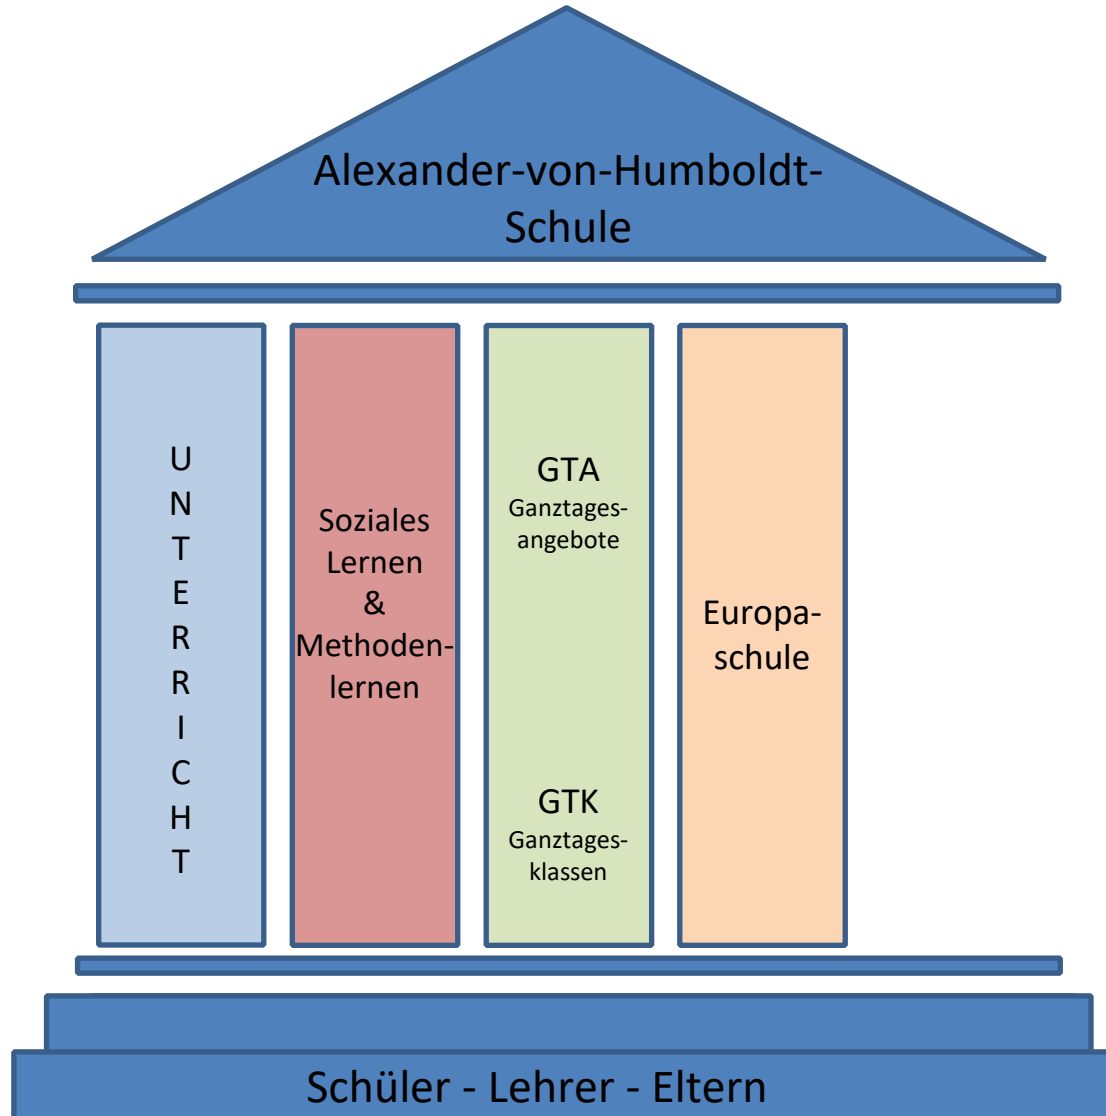 Alexander-von-Humboldt-
Schule
U
N
T
E
R
R
I
C
H
T
Soziales
Lernen
&
Methoden-
lernen
GTA
Ganztages-
angebote
GTK
Ganztages-
klassen
Europa-
schule
Schüler - Lehrer - Eltern